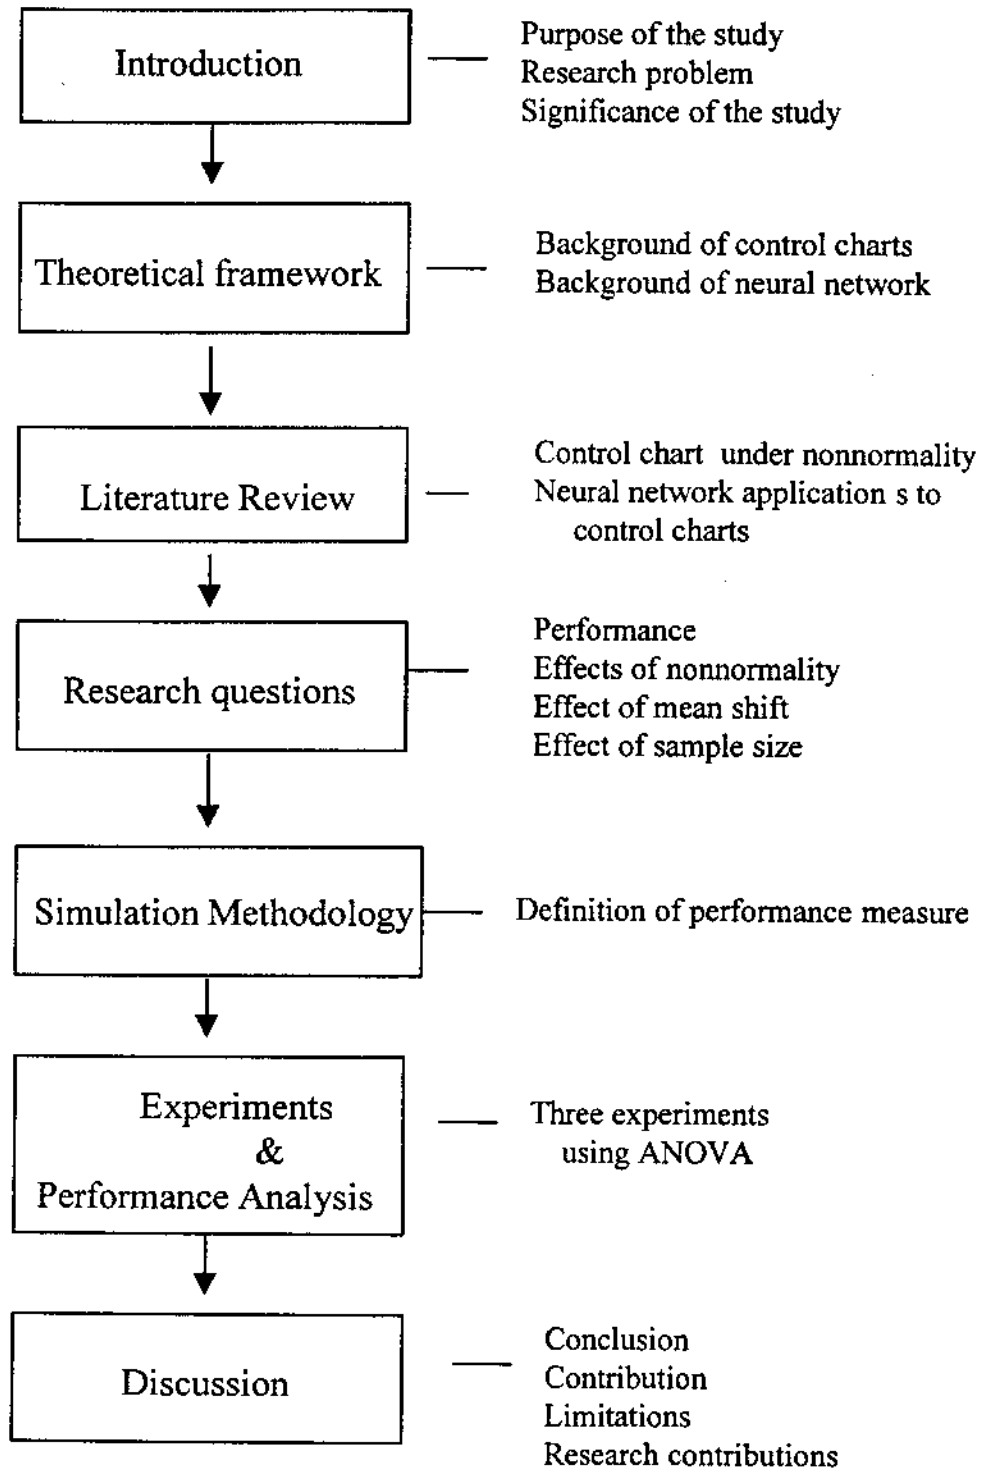 Introduction
Purpose of the study
Research problem
Significance of the study
Theoretical framework
Background of control charts
Background of neural network
Literature Review
Control chart under nonnormality
Neural network application s to
control charts
Research questions
Performance
Effects of nonnormality
Effect of mean shift
Effect of sample size
Simulation Methodology
Definition of performance measure
Experiments
&
Performance Analysis
Three experiments
using ANOVA
Discussion
Conclusion
Contribution
Limitations
Research contributions